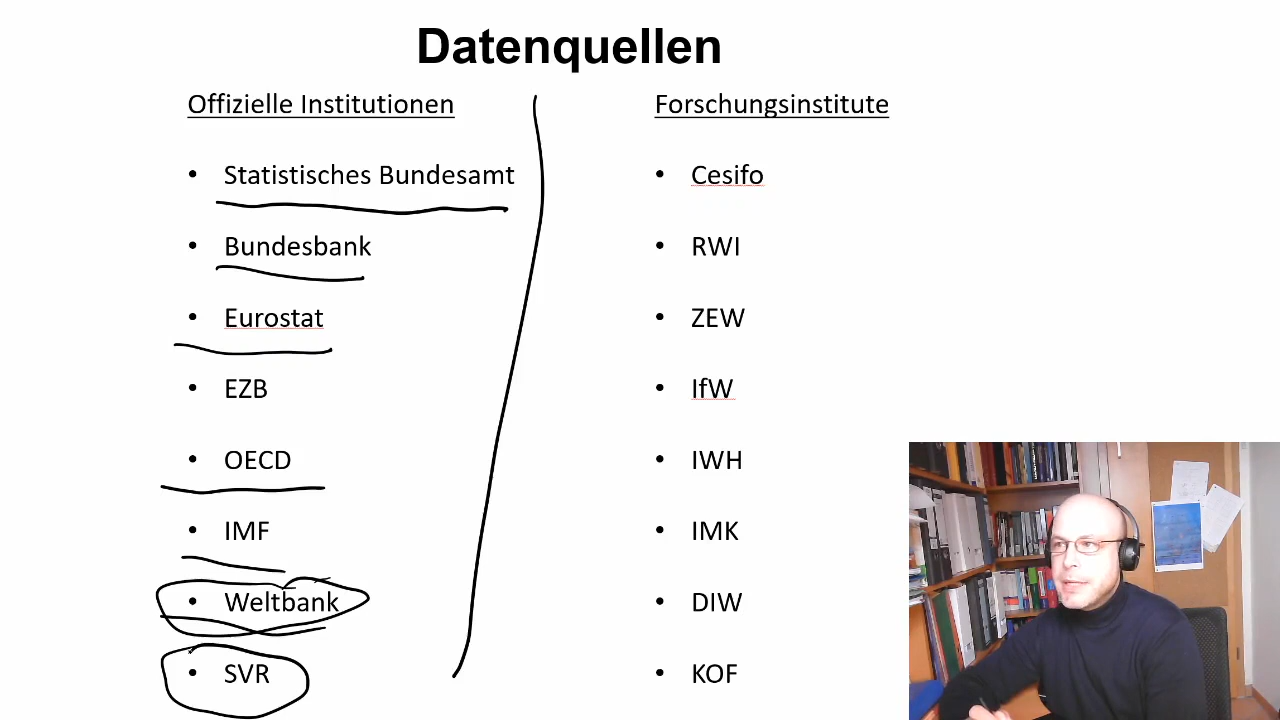 Datenquellen
Offizielle Institutionen
• Statistisches Bundesamt
• Bundesbank
• Eurostat
• EZB
• OECD
• IMF
• Weltbank
• SVR
Forschungsinstitute
• Cesifo
• RWI
• ZEW
• IfW
• IWH
• IMK
• DIW
• KOF